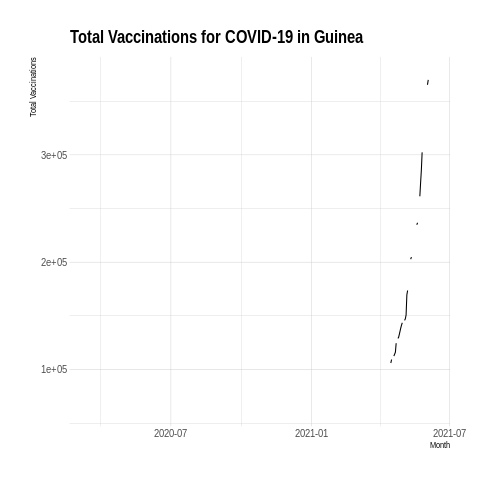 Total Vaccinations for COVID-19 in Guinea
Total Vaccinations
3e+05
2e+05
1e+05
2020-07 2021-01 2021-07
Month